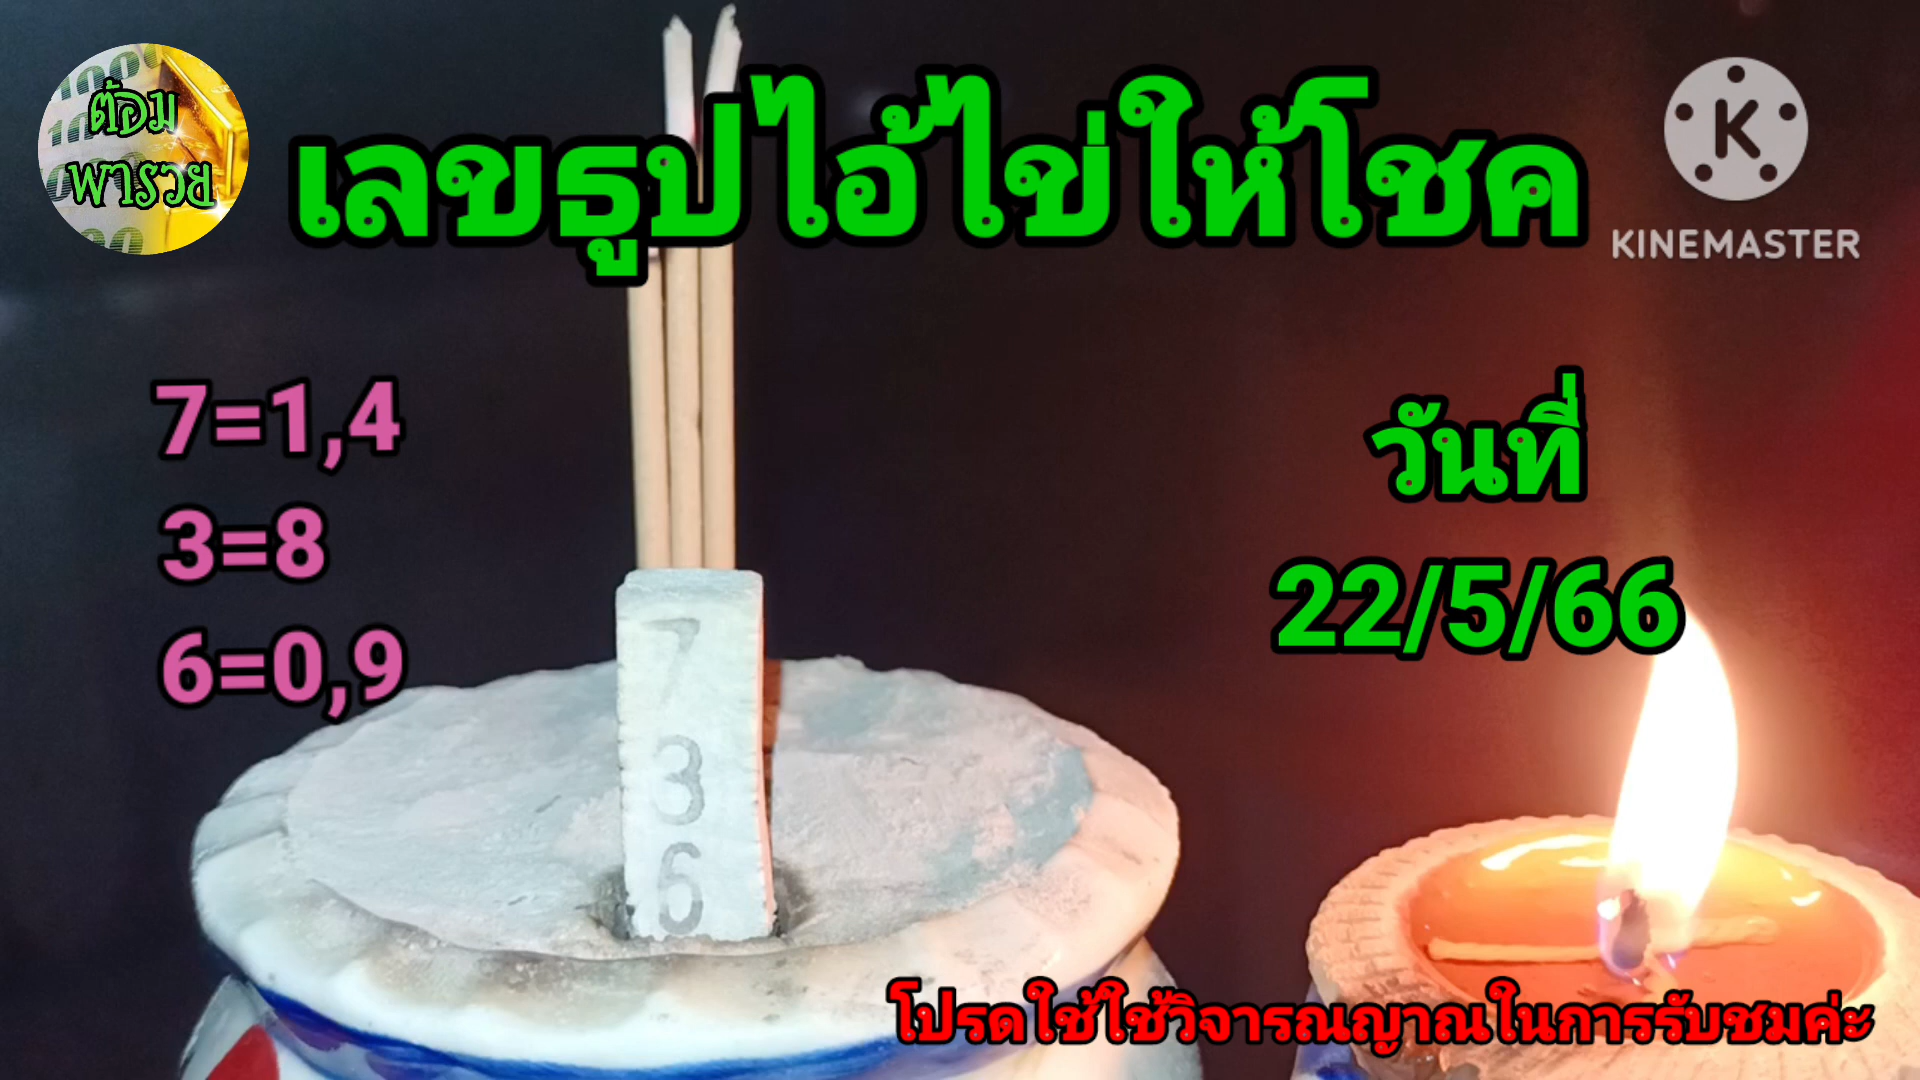 ต้อม
พารวย
เลขธูปไอ้ไข่ให้โชค
K
KINEMASTER
7=1,4
3=8
6=0,9
วันที่
22/5/66
7
3
6
โปรดใช้ใช้วิจารณญาณในการรับชมค่ะ